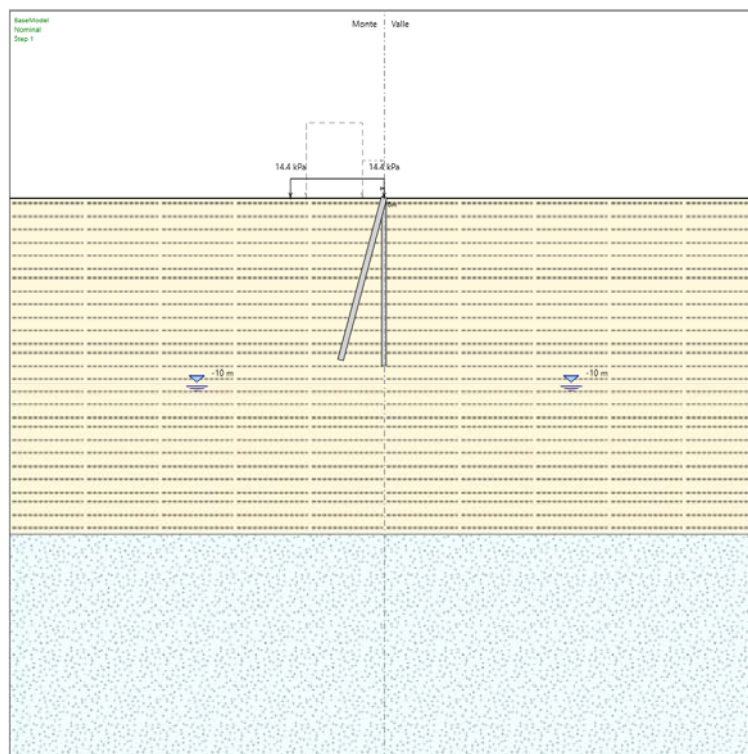 BaseModel
Nominal
Step 1
Monte Valle
14.4 kPa 14.4 kPa
-10 m -10 m